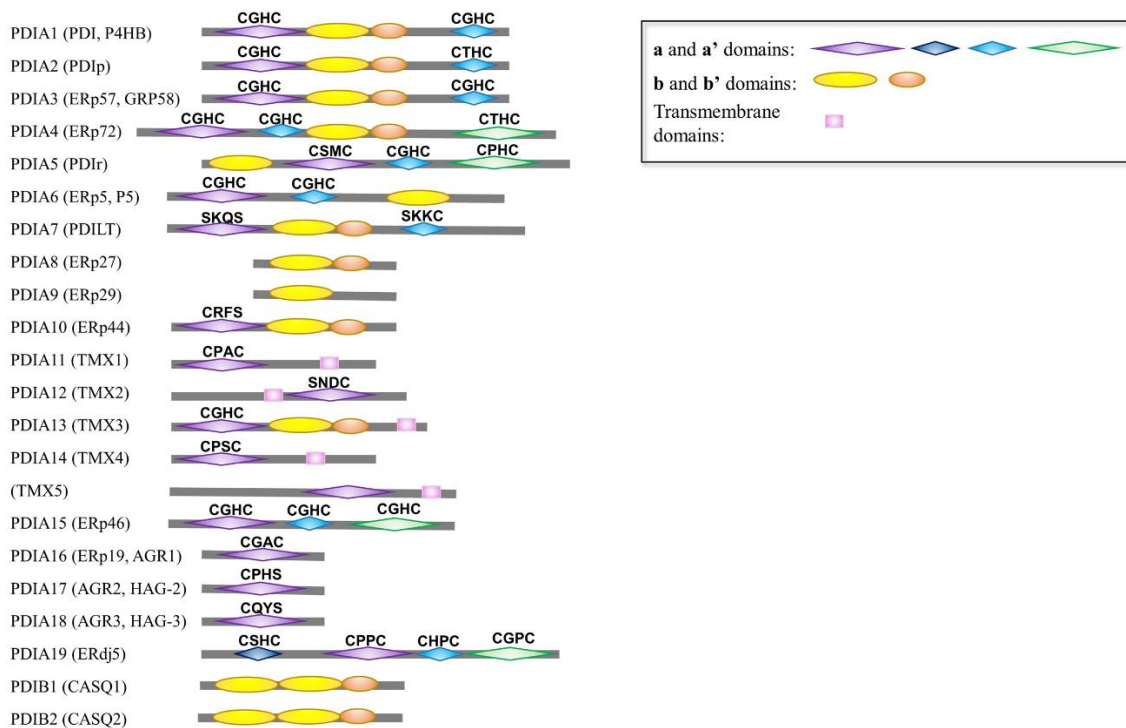 CGHC CGHC
PDIA1 (PDI, P4HB)
CGHC CTHC
PDIA2 (PDIp)
CGHC CGHC
PDIA3 (ERp57, GRP58)
CGHC CGHC CTHC
PDIA4 (ERp72)
CSMC CGHC CPHC
PDIA5 (PDIr)
CGHC CGHC
PDIA6 (ERp5, P5)
SKQS SKKC
PDIA7 (PDILT)
PDIA8 (ERp27)
PDIA9 (ERp29)
CRFS
PDIA10 (ERp44)
CPAC
PDIA11 (TMX1)
SNDC
PDIA12 (TMX2)
CGHC
PDIA13 (TMX3)
CPSC
PDIA14 (TMX4)
(TMX5)
CGHC CGHC CGHC
PDIA15 (ERp46)
CGAC
PDIA16 (ERp19, AGR1)
CPHS
PDIA17 (AGR2, HAG-2)
CQYS
PDIA18 (AGR3, HAG-3)
CSHC CPPC CHPC CGPC
PDIA19 (ERdj5)
PDIB1 (CASQ1)
PDIB2 (CASQ2)
a and a’ domains:
b and b’ domains:
Transmembrane
domains: